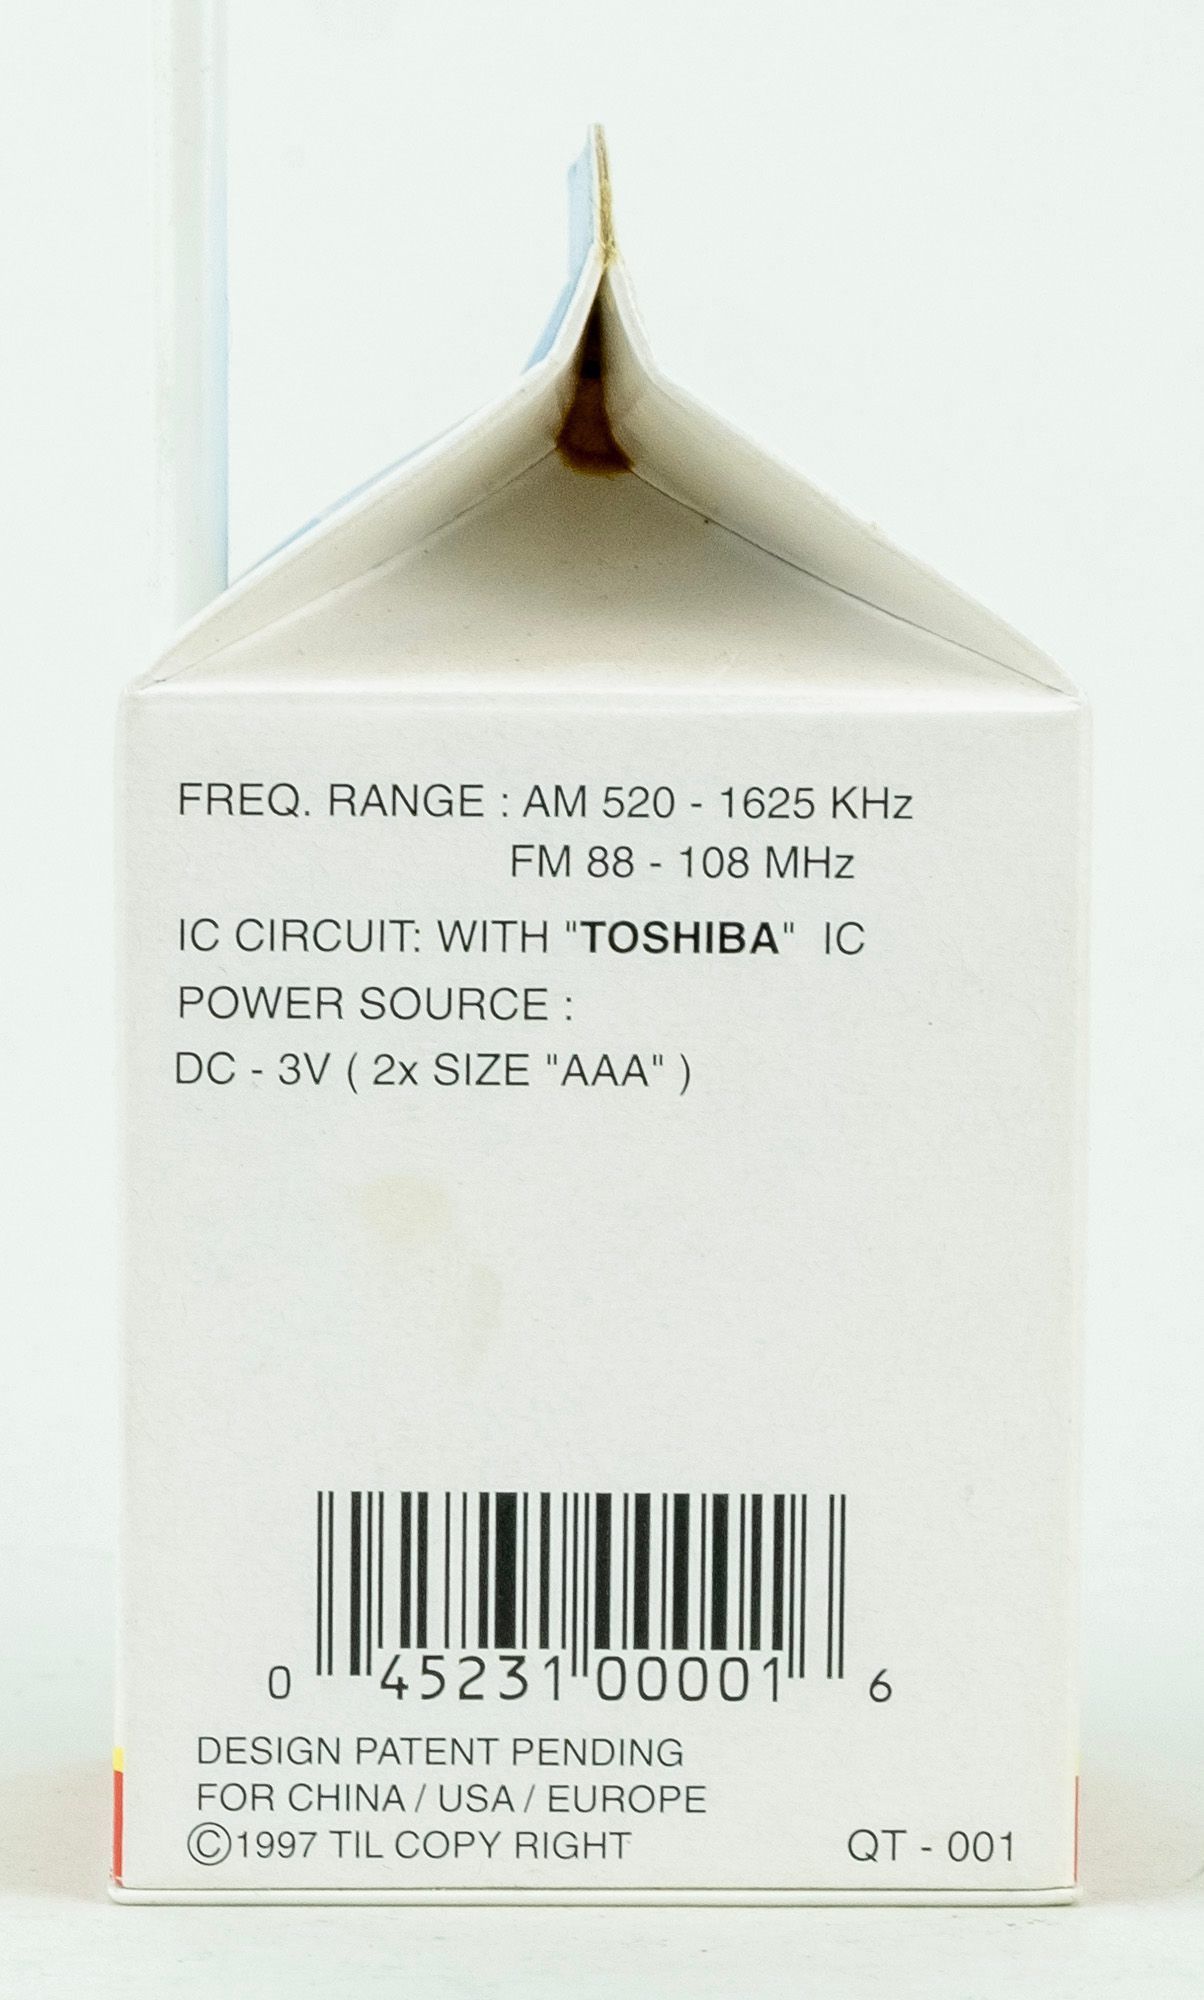 FREQ. RANGE : AM 520 - 1625 KHz
FM 88 - 108 MHz
IC CIRCUIT: WITH "TOSHIBA" IC
POWER SOURCE :
DC - 3V ( 2x SIZE "AAA" )
0 45231 00001 6
DESIGN PATENT PENDING
FOR CHINA / USA / EUROPE
©1997 TIL COPY RIGHT QT - 001